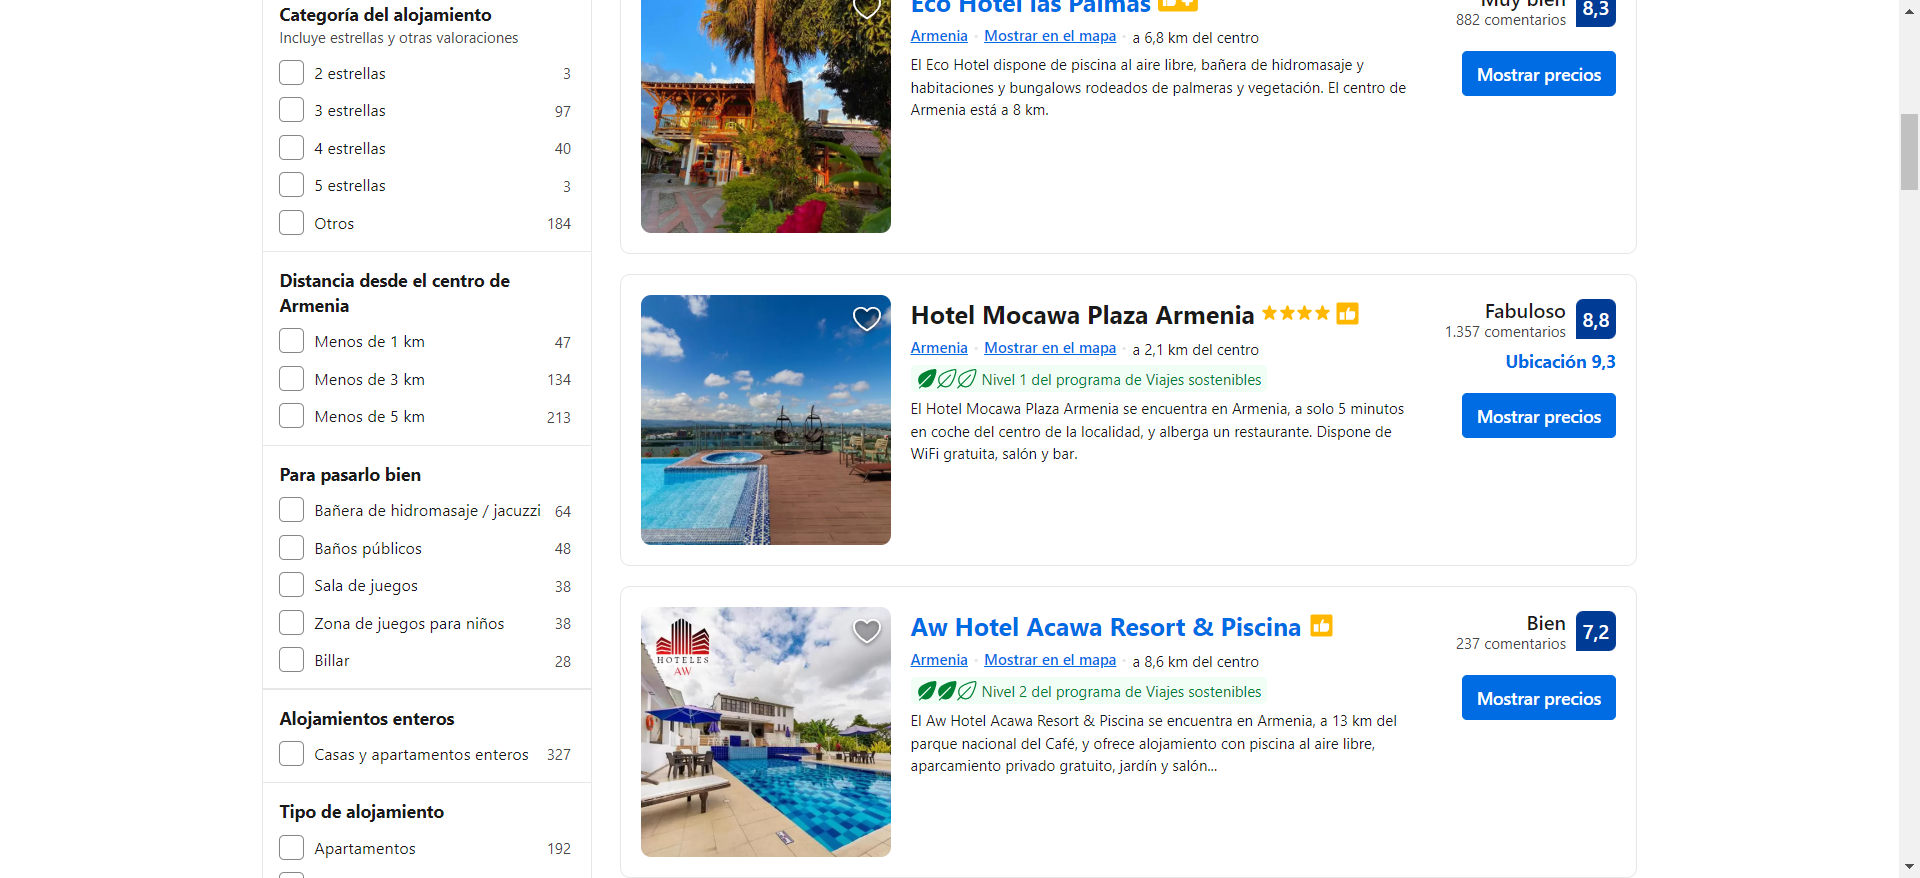 Categoría del alojamiento
Incluye estrellas y otras valoraciones
2 estrellas 3
3 estrellas 97
4 estrellas 40
5 estrellas 3
Otros 184
Distancia desde el centro de
Armenia
Menos de 1 km 47
Menos de 3 km 134
Menos de 5 km 213
Para pasarlo bien
Bañera de hidromasaje / jacuzzi 64
Baños públicos 48
Sala de juegos 38
Zona de juegos para niños 38
Billar 28
Alojamientos enteros
Casas y apartamentos enteros 327
Tipo de alojamiento
Apartamentos 192
Eco Hotel las Palmas
Muy bien
882 comentarios
8,3
Armenia · Mostrar en el mapa · a 6,8 km del centro
El Eco Hotel dispone de piscina al aire libre, bañera de hidromasaje y
habitaciones y bungalows rodeados de palmeras y vegetación. El centro de
Armenia está a 8 km.
Mostrar precios
Hotel Mocawa Plaza Armenia
Fabuloso
1.357 comentarios
8,8
Ubicación 9,3
Armenia · Mostrar en el mapa · a 2,1 km del centro
Nivel 1 del programa de Viajes sostenibles
El Hotel Mocawa Plaza Armenia se encuentra en Armenia, a solo 5 minutos
en coche del centro de la localidad, y alberga un restaurante. Dispone de
WiFi gratuita, salón y bar.
Mostrar precios
HOTELES
AW
Aw Hotel Acawa Resort & Piscina
Bien
237 comentarios
7,2
Armenia · Mostrar en el mapa · a 8,6 km del centro
Nivel 2 del programa de Viajes sostenibles
El Aw Hotel Acawa Resort & Piscina se encuentra en Armenia, a 13 km del
parque nacional del Café, y ofrece alojamiento con piscina al aire libre,
aparcamiento privado gratuito, jardín y salón...
Mostrar precios